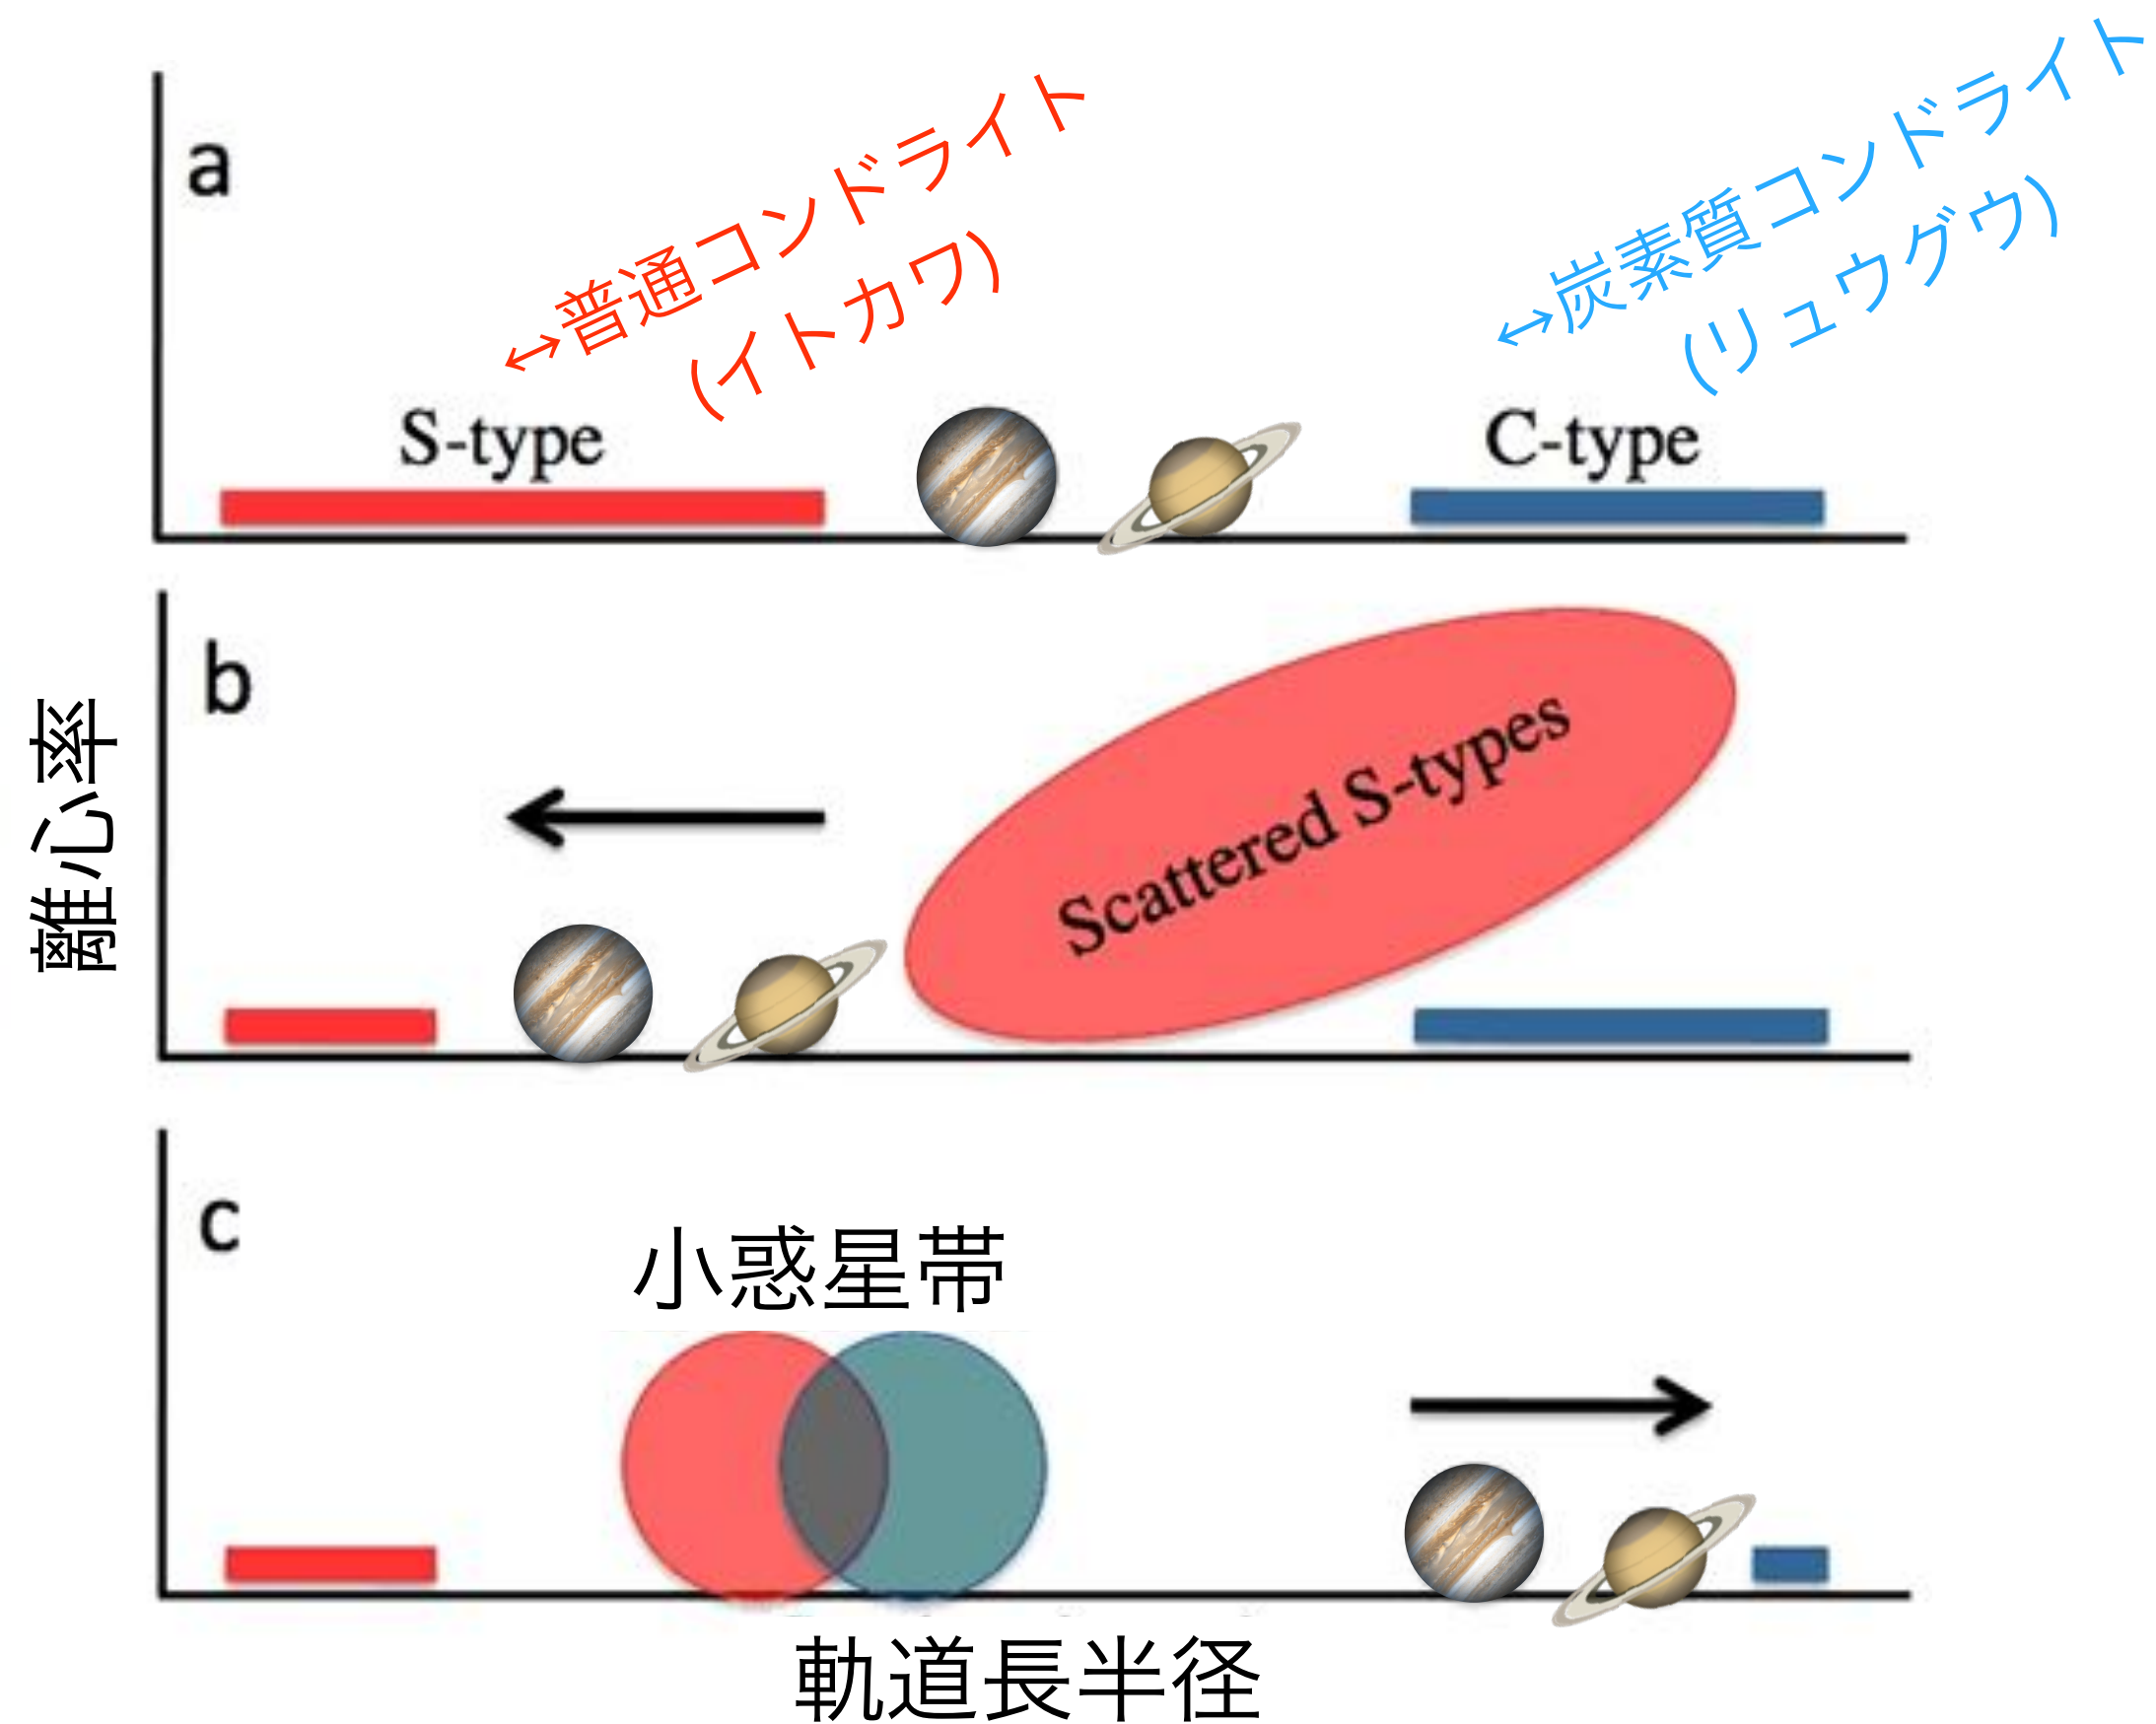 a
↔普通コンドライト
(イトカワ)
↔炭素質コンドライト
(リュウグウ)
S-type
C-type
離心率
b
Scattered S-types
c
小惑星帯
軌道長半径